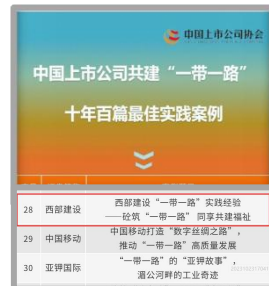 中国上市公司协会
中国上市公司共建“一带一路”
十年百篇最佳实践案例
28 西部建设 西部建设“一带一路”实践经验
——砼筑“一带一路” 同享共建福祉
29 中国移动 中国移动打造“数字丝绸之路”，
推动“一带一路”高质量发展
30 亚钾国际 “一带一路”的“亚钾故事”，
湄公河畔的工业奇迹